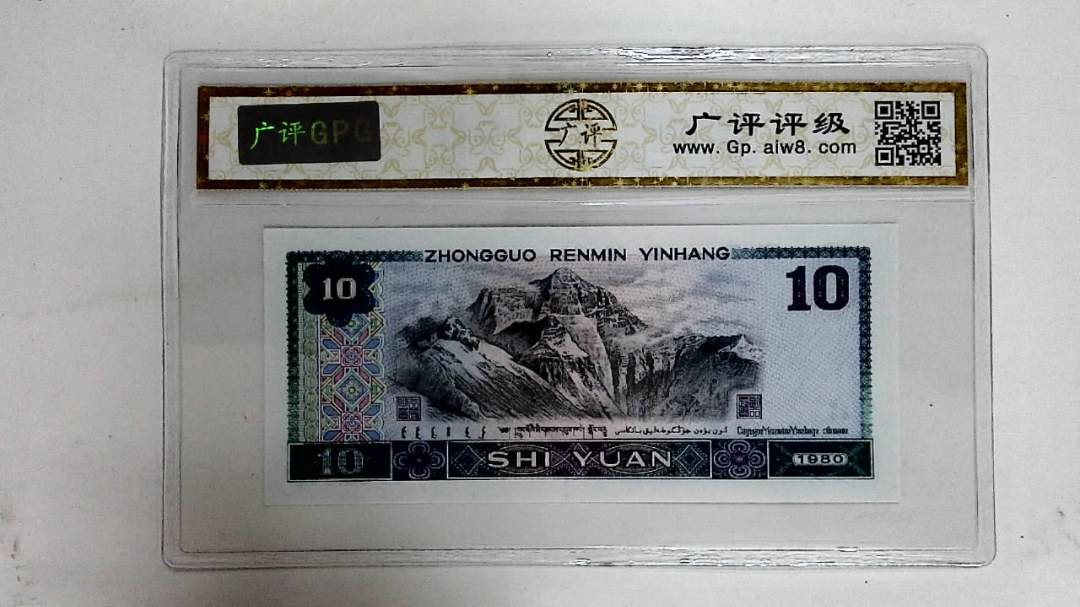 广评GPG
广评
广评评级
www.Gp.aiw8.com
ZHONGGUO RENMIN YINHANG
10
10
10
SHI YUAN
1980